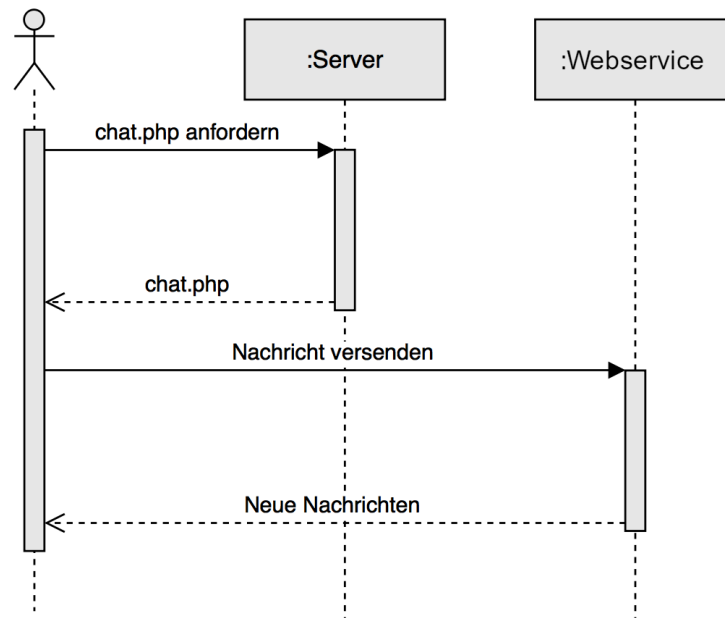 :Server
:Webservice
chat.php anfordern
chat.php
Nachricht versenden
Neue Nachrichten